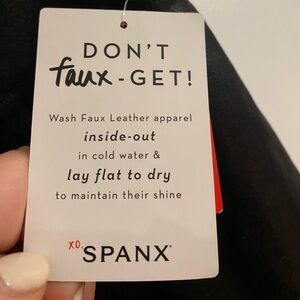 DON'T
faux-GET!
Wash Faux Leather apparel
inside-out
in cold water &
lay flat to dry
to maintain their shine
xo, SPANX®